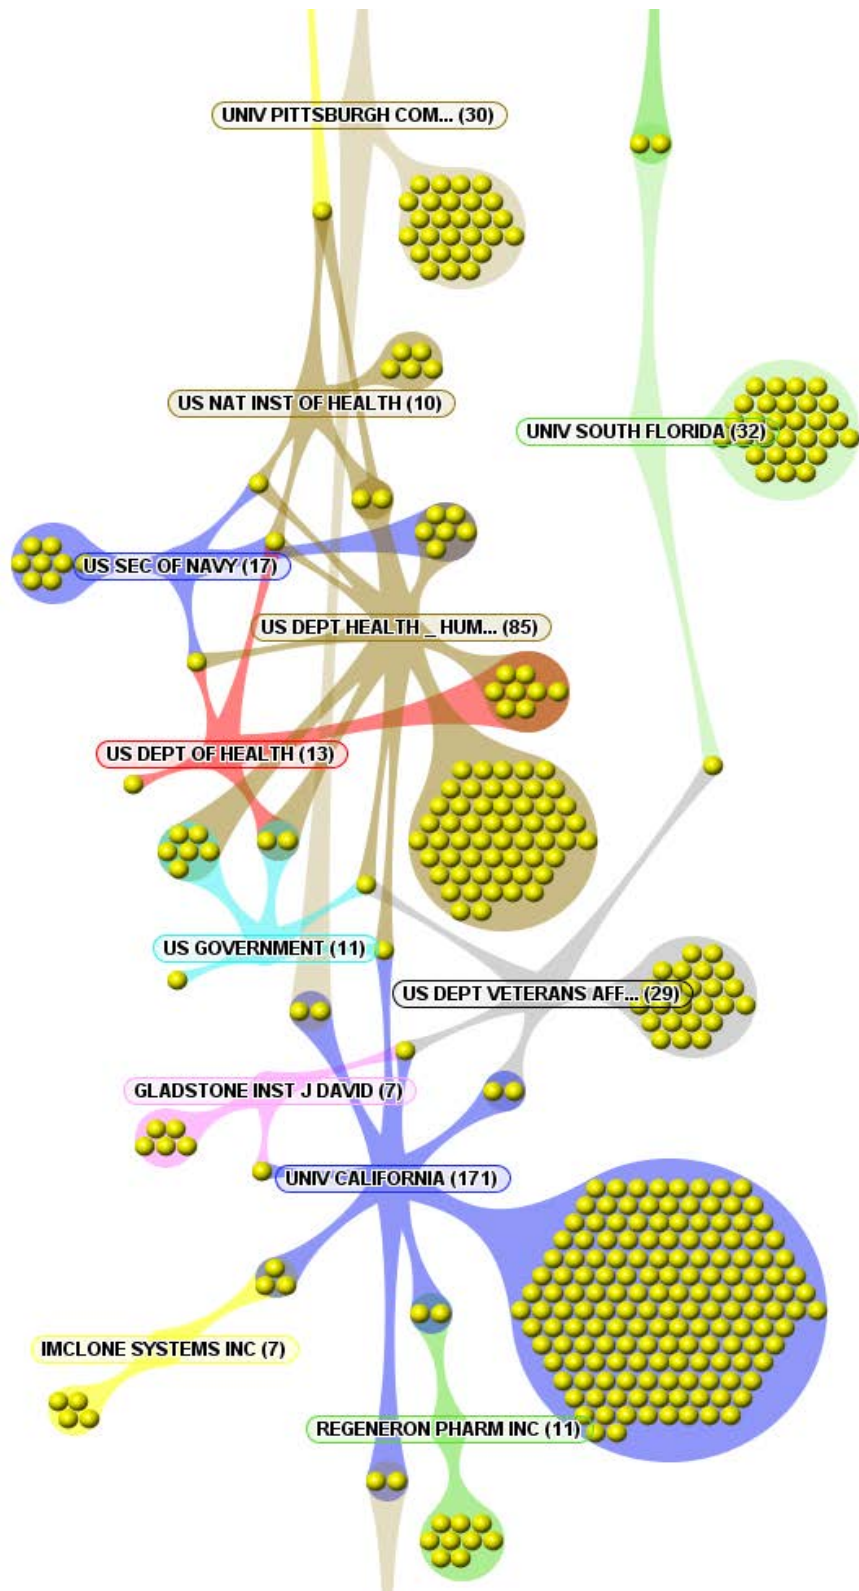 UNIV PITTSBURGH COM... (30)
US NAT INST OF HEALTH (10)
UNIV SOUTH FLORIDA (32)
US SEC OF NAVY (17)
US DEPT HEALTH _ HUM... (85)
US DEPT OF HEALTH (13)
US GOVERNMENT (11)
US DEPT VETERANS AFF... (29)
GLADSTONE INST J DAVID (7)
UNIV CALIFORNIA (171)
IMCLONE SYSTEMS INC (7)
REGENERON PHARM INC (11)